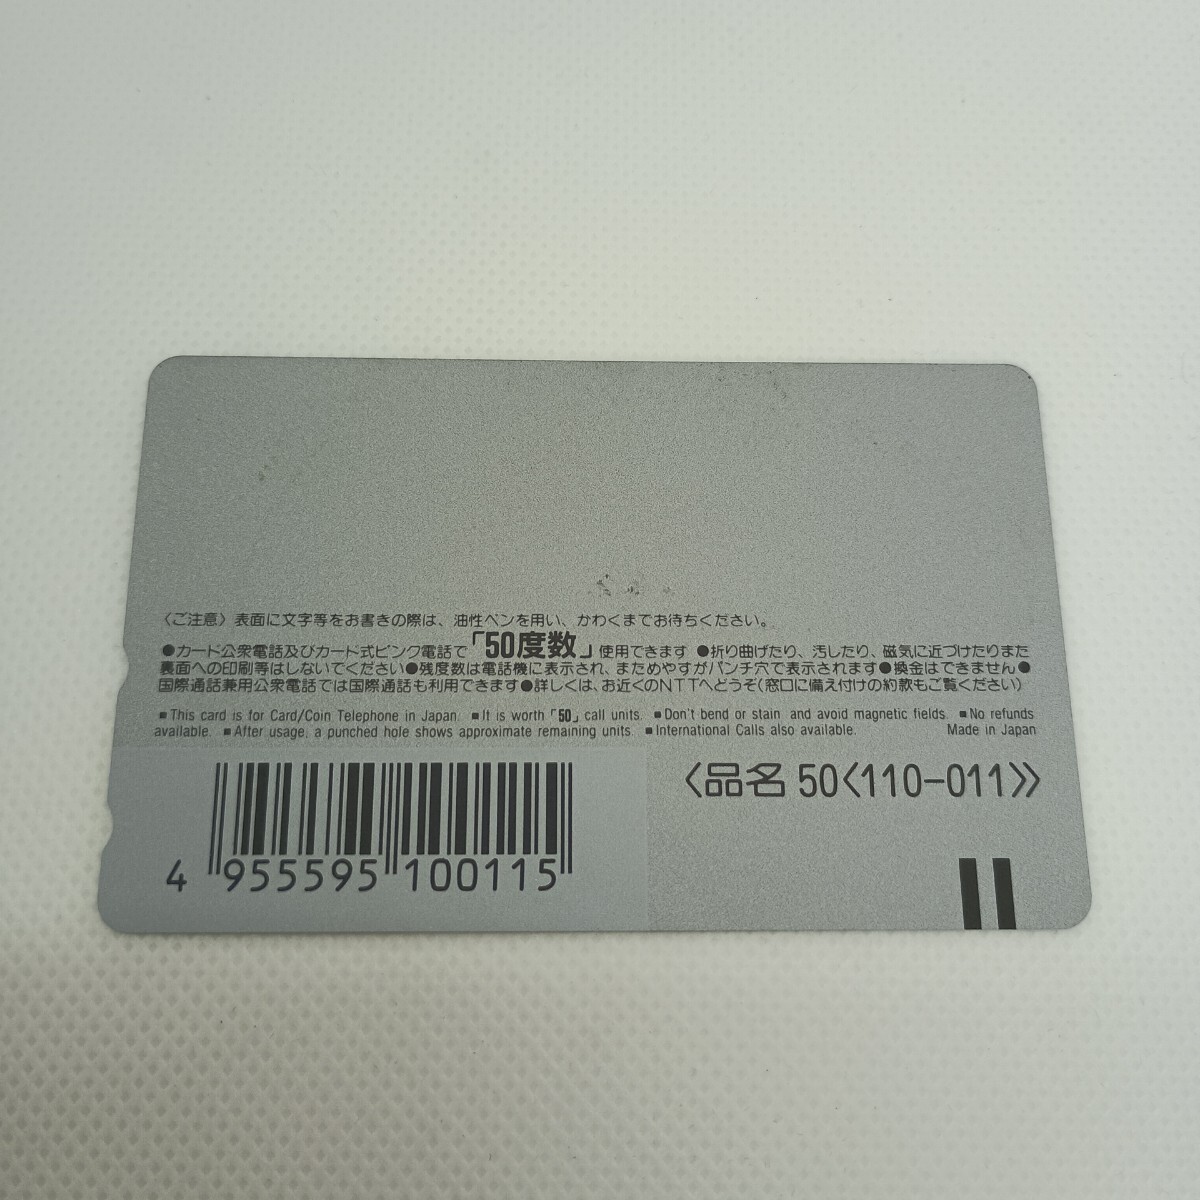 〈ご注意〉表面に文字等をお書きの際は、油性ペンを用い、かわくまでお待ちください。
●カード公衆電話及びカード式ピンク電話で「50度数」使用できます ●折り曲げたり、汚したり、磁気に近づけたりまた
裏面への印刷等はしないでください●残度数は電話機に表示され、まためやすがパンチ穴で表示されます●換金はできません●
国際通話兼用公衆電話では国際通話も利用できます●詳しくは、お近くのNTTへどうぞ(窓口に備え付けの約款もご覧ください)
■This card is for Card/Coin Telephone in Japan. ■It is worth「50」call units. ■Don't bend or stain and avoid magnetic fields. ■No refunds
available. ■After usage, a punched hole shows approximate remaining units. ■International Calls also available. Made in Japan
〈品名 50〈110-011〉〉
4 955595 100115